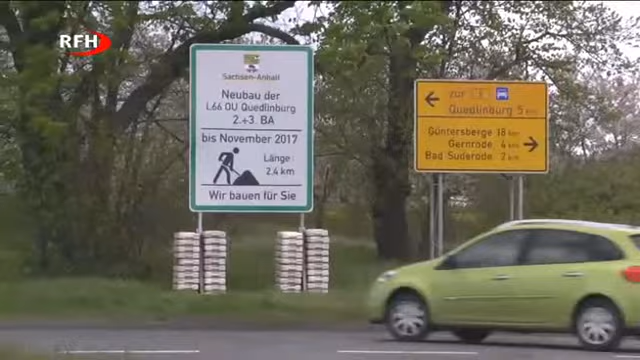 RFH
Sachsen-Anhalt
Neubau der
L66 OU Quedlinburg
2.+3. BA
bis November 2017
Länge
2.4 km
Wir bauen für Sie
zur
Quedlinburg 5 km
Güntersberge 18 km
Gernrode 4 km
Bad Suderode 2 km